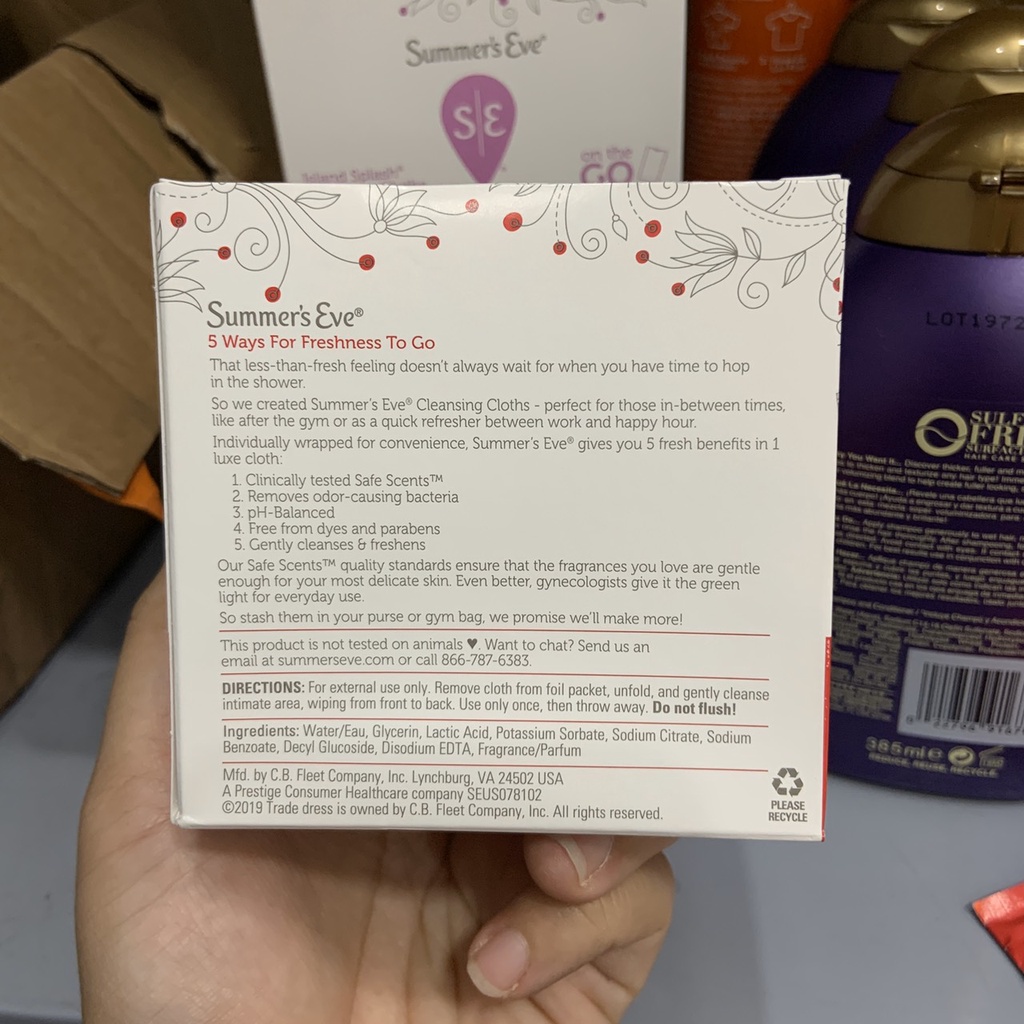 Summer's Eve®
S|E
Island Splash®
on the
GO
Summer's Eve®
5 Ways For Freshness To Go
That less-than-fresh feeling doesn't always wait for when you have time to hop
in the shower.
So we created Summer's Eve® Cleansing Cloths - perfect for those in-between times,
like after the gym or as a quick refresher between work and happy hour.
Individually wrapped for convenience, Summer's Eve® gives you 5 fresh benefits in 1
luxe cloth:
1. Clinically tested Safe Scents™
2. Removes odor-causing bacteria
3. pH-Balanced
4. Free from dyes and parabens
5. Gently cleanses & freshens
Our Safe Scents™ quality standards ensure that the fragrances you love are gentle
enough for your most delicate skin. Even better, gynecologists give it the green
light for everyday use.
So stash them in your purse or gym bag, we promise we'll make more!
This product is not tested on animals ♥. Want to chat? Send us an
email at summerseve.com or call 866-787-6383.
DIRECTIONS: For external use only. Remove cloth from foil packet, unfold, and gently cleanse
intimate area, wiping from front to back. Use only once, then throw away. Do not flush!
Ingredients: Water/Eau, Glycerin, Lactic Acid, Potassium Sorbate, Sodium Citrate, Sodium
Benzoate, Decyl Glucoside, Disodium EDTA, Fragrance/Parfum
Mfd. by C.B. Fleet Company, Inc. Lynchburg, VA 24502 USA
A Prestige Consumer Healthcare company SEUS078102
©2019 Trade dress is owned by C.B. Fleet Company, Inc. All rights reserved.
PLEASE
RECYCLE
LOT1972
SULF
FRE
SURFACT
HAIR CARE
385 ml e
REDUCE, REUSE, RECYCLE.